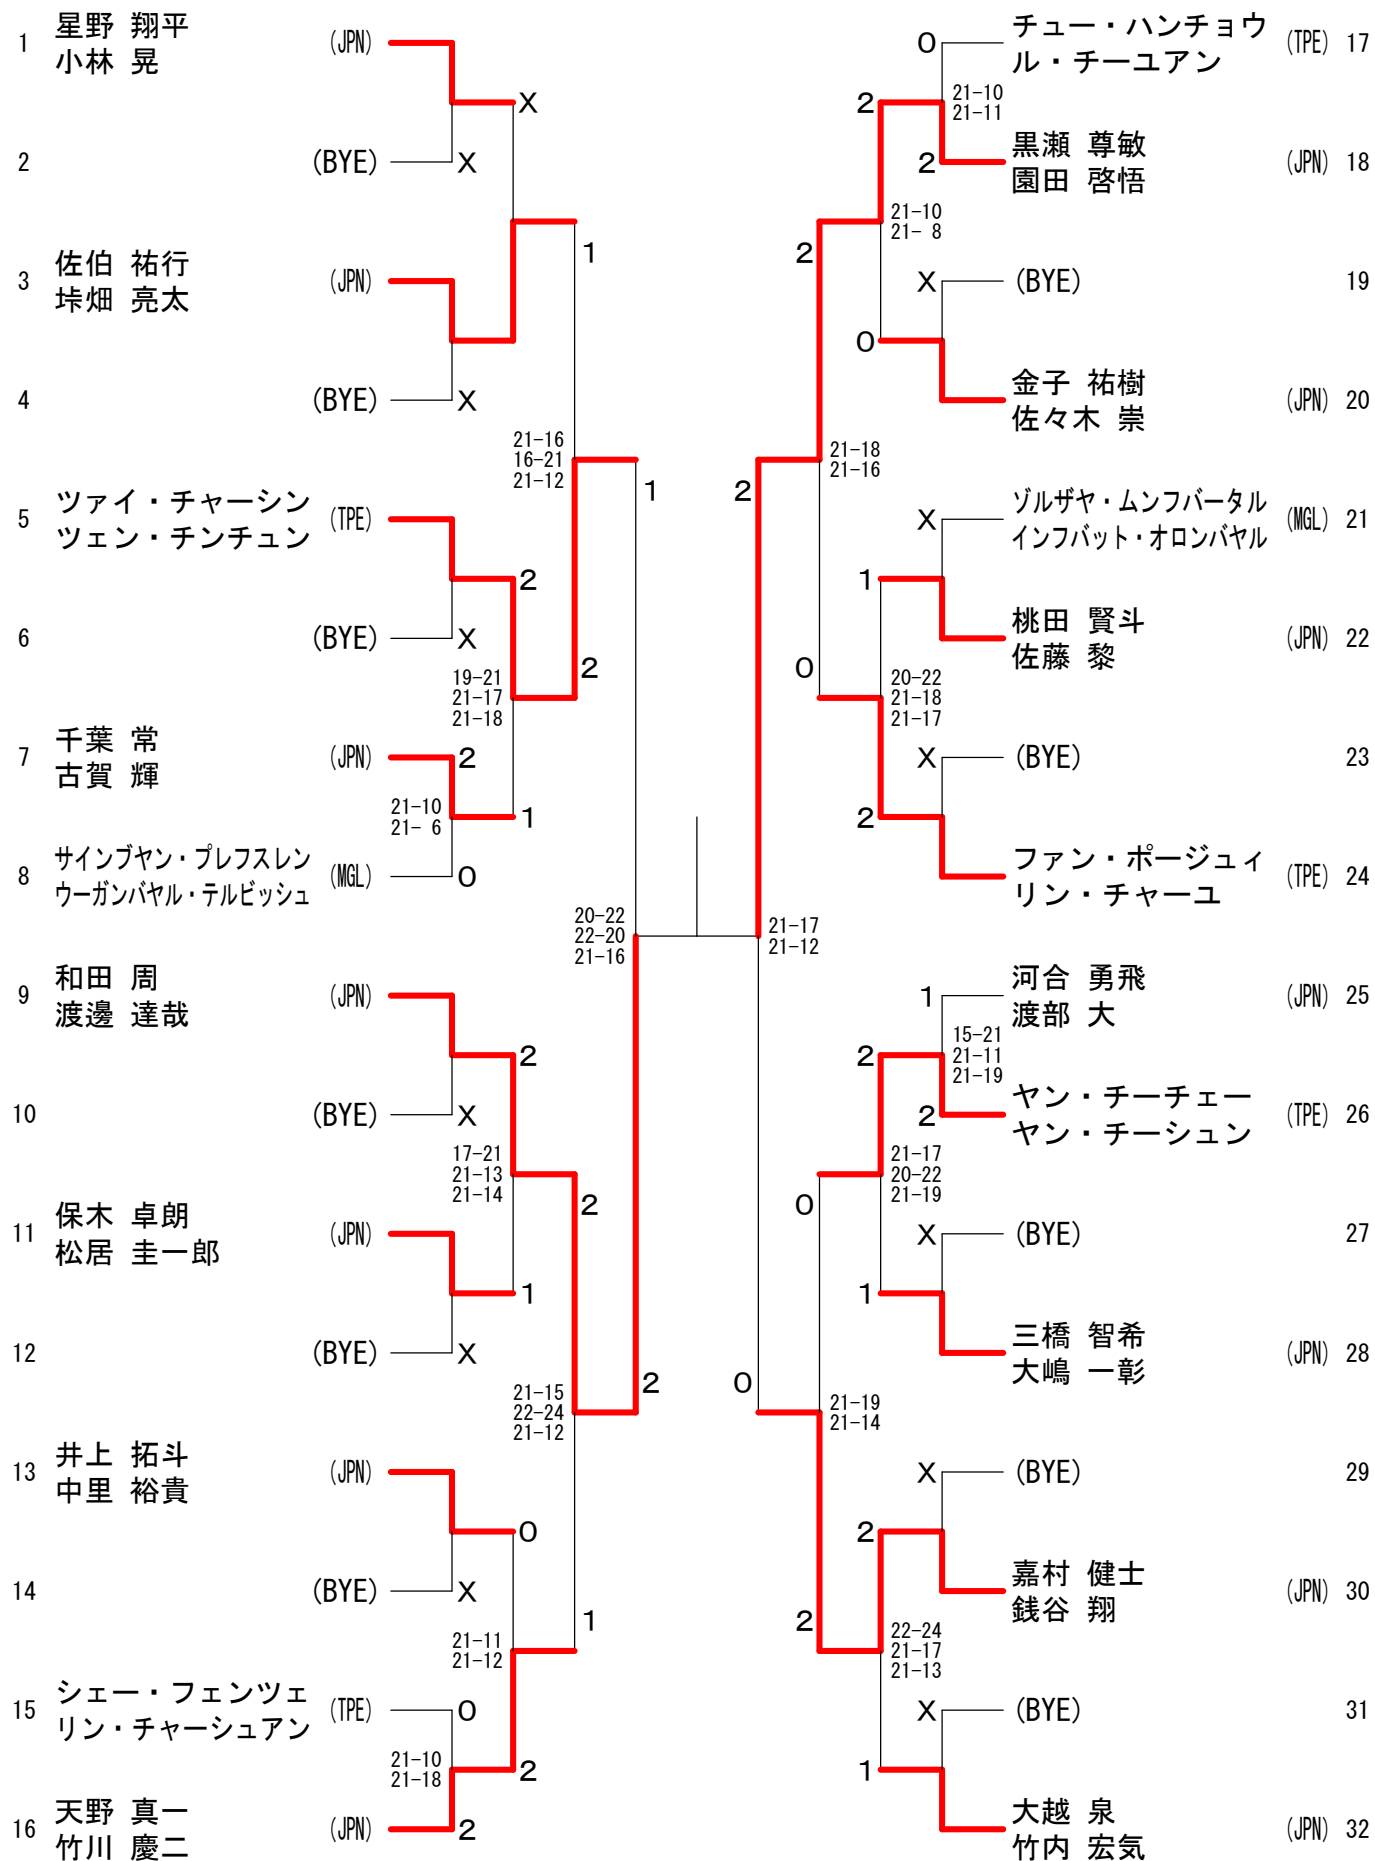 1 星野 翔平 (JPN)
小林 晃
X
2 (BYE) X
1
3 佐伯 祐行 (JPN)
垰畑 亮太
4 (BYE) X
21-16
16-21
21-12
1
5 ツァイ・チャーシン (TPE)
ツェン・チンチュン
2
6 (BYE) X
2
19-21
21-17
21-18
7 千葉 常 (JPN) 2
古賀 輝
21-10
21- 6
1
8 サインブヤン・プレフスレン (MGL) 0
ウーガンバヤル・テルビッシュ
20-22
22-20
21-16
9 和田 周 (JPN)
渡邊 達哉
2
10 (BYE) X
17-21
21-13
21-14
2
11 保木 卓朗 (JPN)
松居 圭一郎
1
12 (BYE) X
21-15
22-24
21-12
2
13 井上 拓斗 (JPN)
中里 裕貴
0
14 (BYE) X
1
21-11
21-12
15 シェー・フェンツェ (TPE) 0
リン・チャーシュアン
21-10
21-18
2
16 天野 真一 (JPN) 2
竹川 慶二
0 チュー・ハンチョウ (TPE) 17
ル・チーユアン
2
21-10
21-11
2 黒瀬 尊敏 (JPN) 18
園田 啓悟
21-10
21- 8
2
X (BYE) 19
0
金子 祐樹 (JPN) 20
佐々木 崇
21-18
21-16
2
X ゾルザヤ・ムンフバータル (MGL) 21
インフバット・オロンバヤル
1
桃田 賢斗 (JPN) 22
佐藤 黎
0
20-22
21-18
21-17
X (BYE) 23
2
ファン・ポージュィ (TPE) 24
リン・チャーユ
21-17
21-12
1 河合 勇飛 (JPN) 25
渡部 大
15-21
21-11
21-19
2
2 ヤン・チーチェー (TPE) 26
ヤン・チーシュン
21-17
20-22
21-19
0
X (BYE) 27
1
三橋 智希 (JPN) 28
大嶋 一彰
0
21-19
21-14
X (BYE) 29
2
嘉村 健士 (JPN) 30
銭谷 翔
2
22-24
21-17
21-13
X (BYE) 31
1
大越 泉 (JPN) 32
竹内 宏気